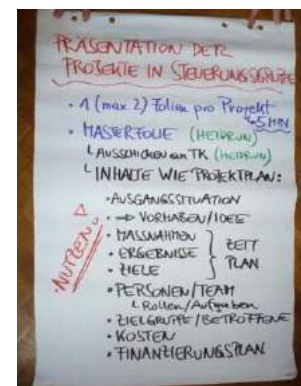 PRÄSENTATION DER
PROJEKTE IN STEUERUNGSGRUPPE
• 1 (max. 2) Folien pro Projekt
↳ 5 MIN
• MASTERFOLIE (HEIDRUN)
└ AUSSCHICKEN an TK (HEIDRUN)
└ INHALTE WIE PROJEKTPLAN:
• AUSGANGSSITUATION
• → VORHABEN/IDEE
• MASSNAHMEN
• ERGEBNISSE
• ZIELE
ZEIT
PLAN
• NUTZEN
• PERSONEN/TEAM
└ Rollen/Aufgaben
• ZIELGRUPPE/BETROFFENE
• KOSTEN
• FINANZIERUNGSPLAN